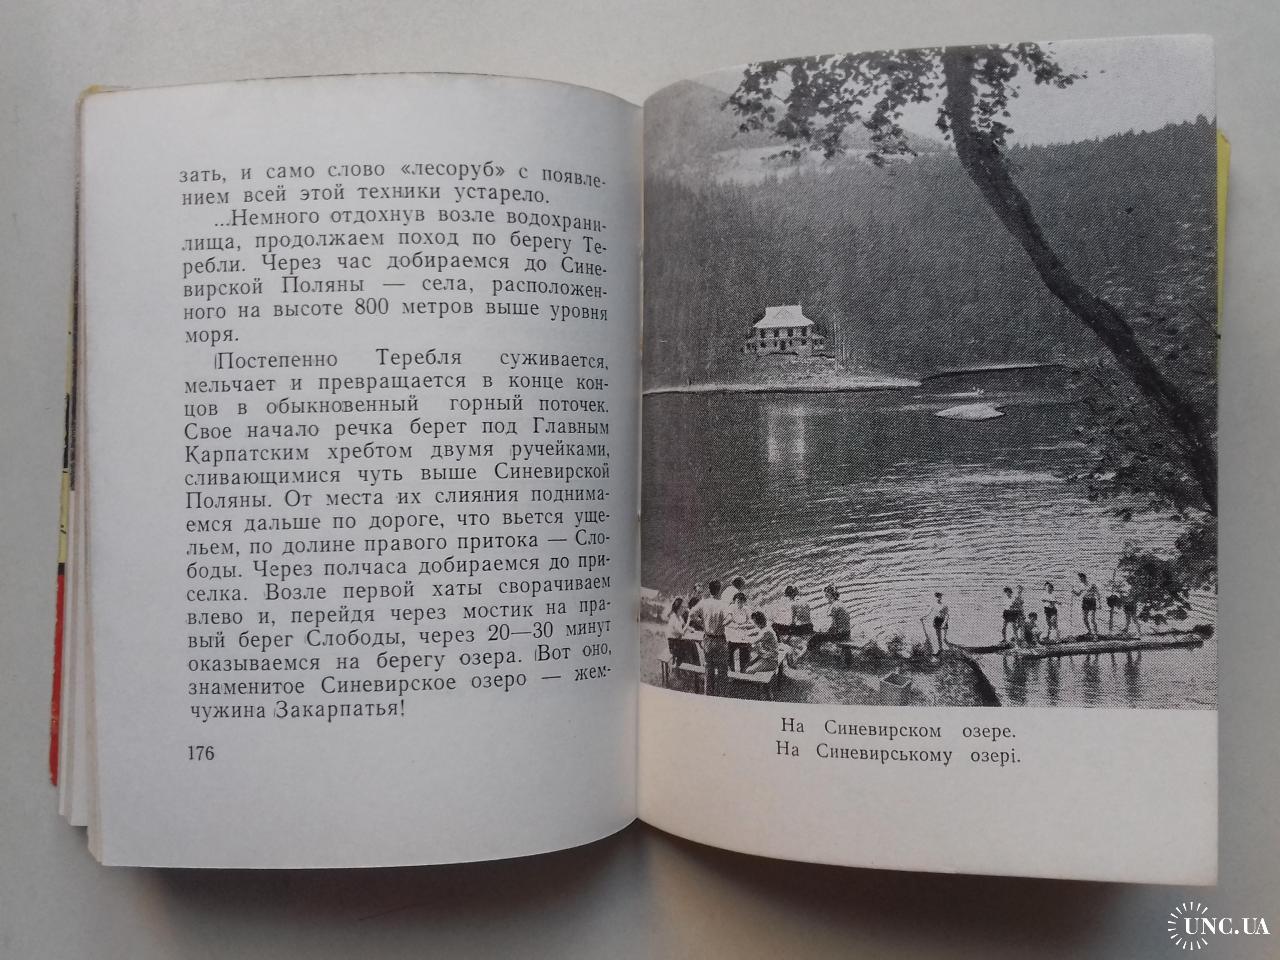 зать, и само слово «лесоруб» с появле-
нием всей этой техники устарело.
...Немного отдохнув возле водохрани-
лища, продолжаем поход по берегу Те-
ребли. Через час добираемся до Сине-
вирской Поляны — села, расположен-
ного на высоте 800 метров выше уровня
моря.
Постепенно Теребля суживается,
мельчает и превращается в конце кон-
цов в обыкновенный горный поточек.
Свое начало речка берет под Главным
Карпатским хребтом двумя ручейками,
сливающимися чуть выше Синевирской
Поляны. От места их слияния поднима-
емся дальше по дороге, что вьется уще-
льем, по долине правого притока — Сло-
боды. Через полчаса добираемся до при-
селка. Возле первой хаты сворачиваем
влево и, перейдя через мостик на пра-
вый берег Слободы, через 20—30 минут
оказываемся на берегу озера. Вот оно,
знаменитое Синевирское озеро — жем-
чужина Закарпатья!
176
На Синевирском озере.
На Синевирському озері.
UNC.UA